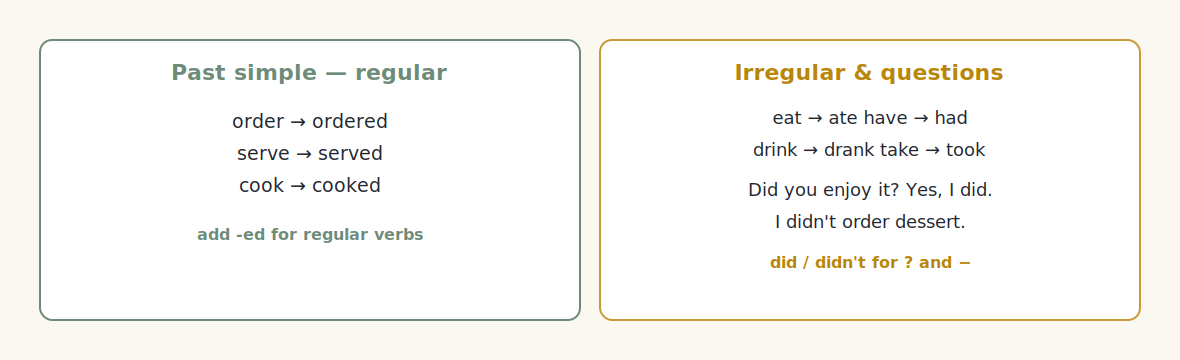 Past simple — regular
order → ordered
serve → served
cook → cooked
add -ed for regular verbs
Irregular & questions
eat → ate have → had
drink → drank take → took
Did you enjoy it? Yes, I did.
I didn't order dessert.
did / didn't for ? and −